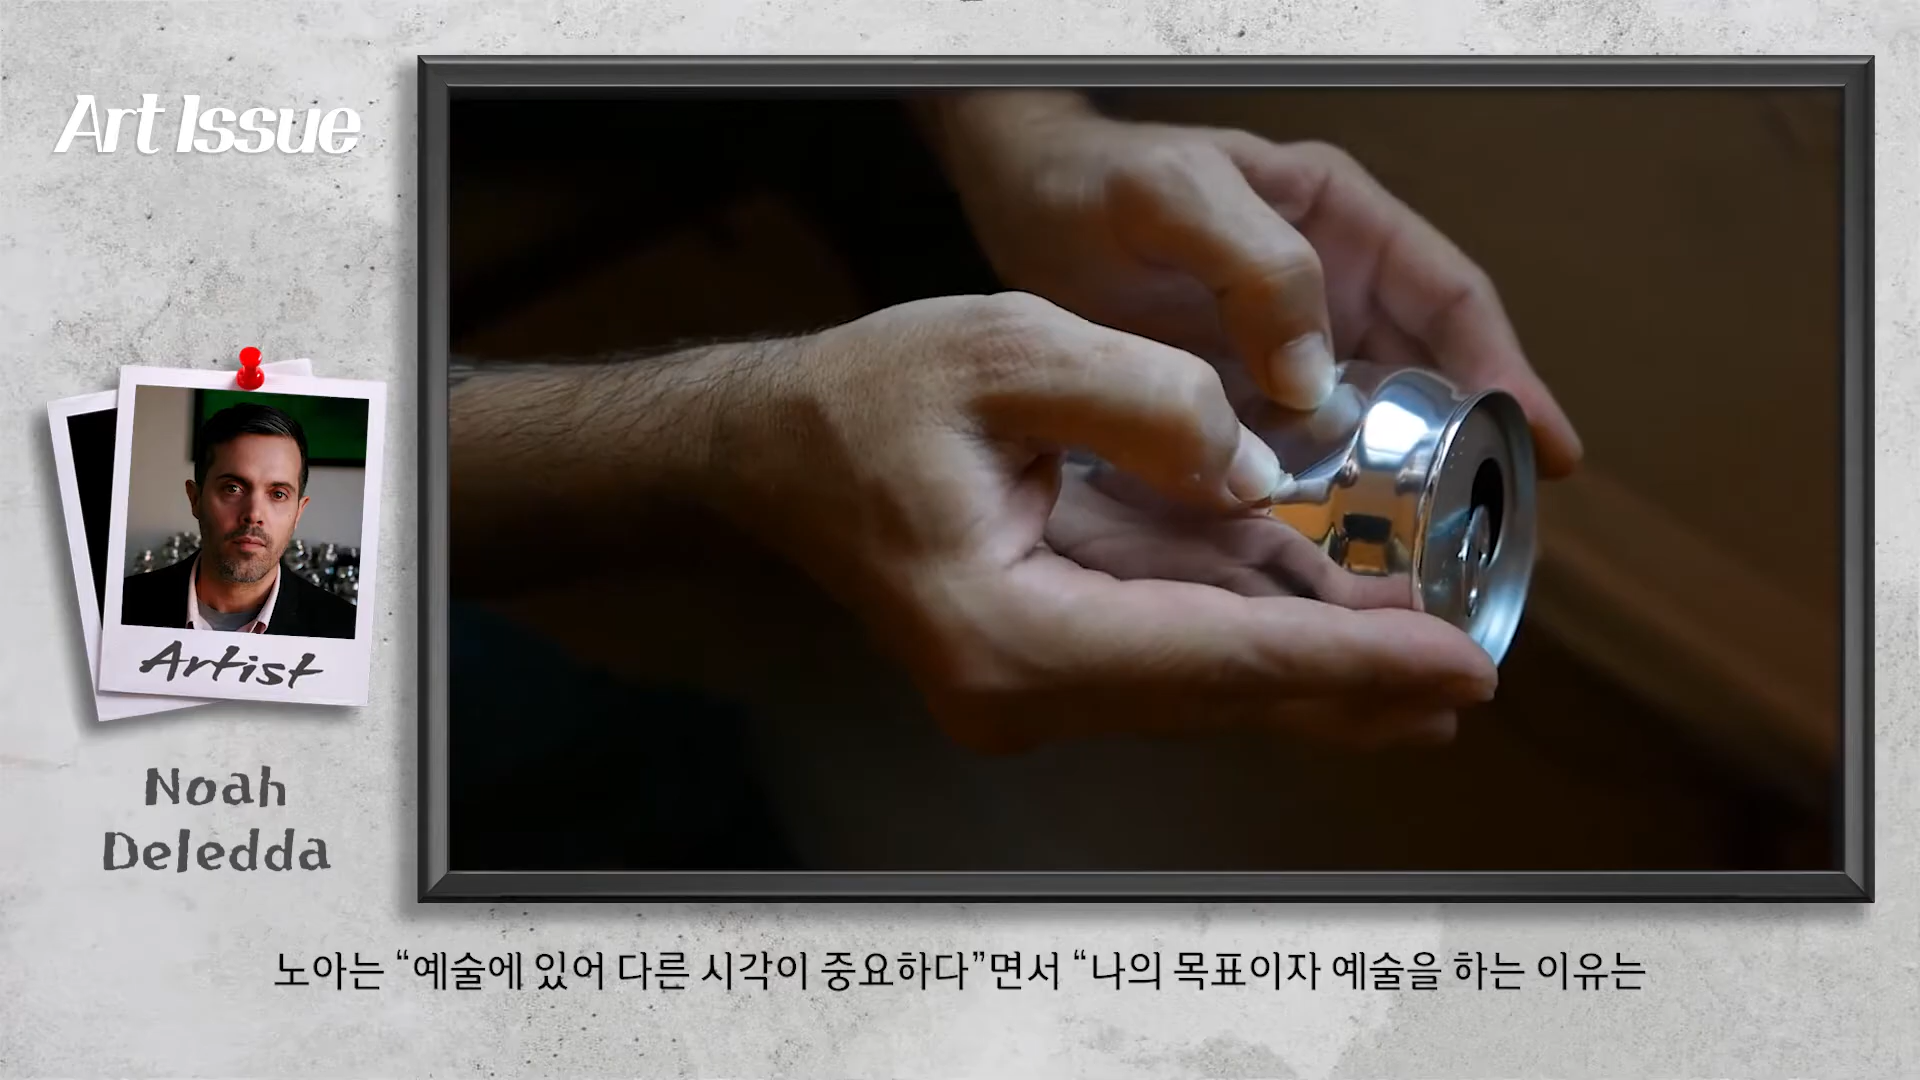 Art Issue
Artist
Noah
Deledda
노아는 “예술에 있어 다른 시각이 중요하다”면서 “나의 목표이자 예술을 하는 이유는